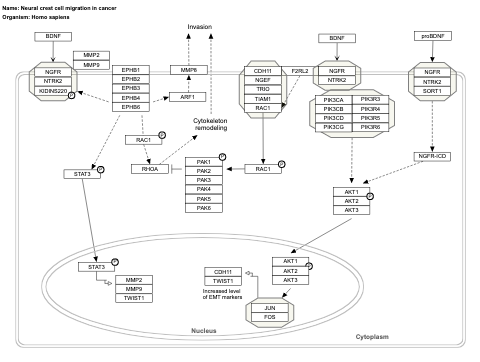 Name: Neural crest cell migration in cancer
Organism: Homo sapiens
Invasion
BDNF
BDNF
proBDNF
MMP2
MMP9
NGFR
NTRK2
KIDINS220
P
EPHB1
EPHB2
EPHB3
EPHB4
EPHB6
MMP8
ARF1
CDH11
NGEF
TRIO
TIAM1
RAC1
F2RL2
NGFR
NTRK2
NGFR
NTRK2
SORT1
PIK3CA
PIK3CB
PIK3CD
PIK3CG
PIK3R3
PIK3R4
PIK3R5
PIK3R6
Cytokeleton
remodeling
RAC1
P
NGFR-ICD
STAT3
P
RHOA
PAK1
PAK2
PAK3
PAK4
PAK5
PAK6
P
RAC1
P
AKT1
AKT2
AKT3
P
STAT3
P
MMP2
MMP9
TWIST1
CDH11
TWIST1
Increased level
of EMT markers
AKT1
AKT2
AKT3
P
JUN
FOS
Nucleus
Cytoplasm